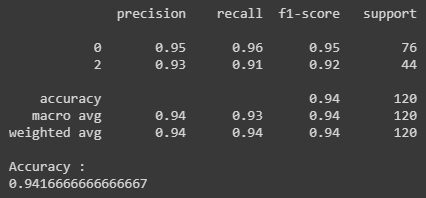 precision recall f1-score support
0 0.95 0.96 0.95 76
2 0.93 0.91 0.92 44
accuracy 0.94 120
macro avg 0.94 0.93 0.94 120
weighted avg 0.94 0.94 0.94 120
Accuracy :
0.9416666666666667